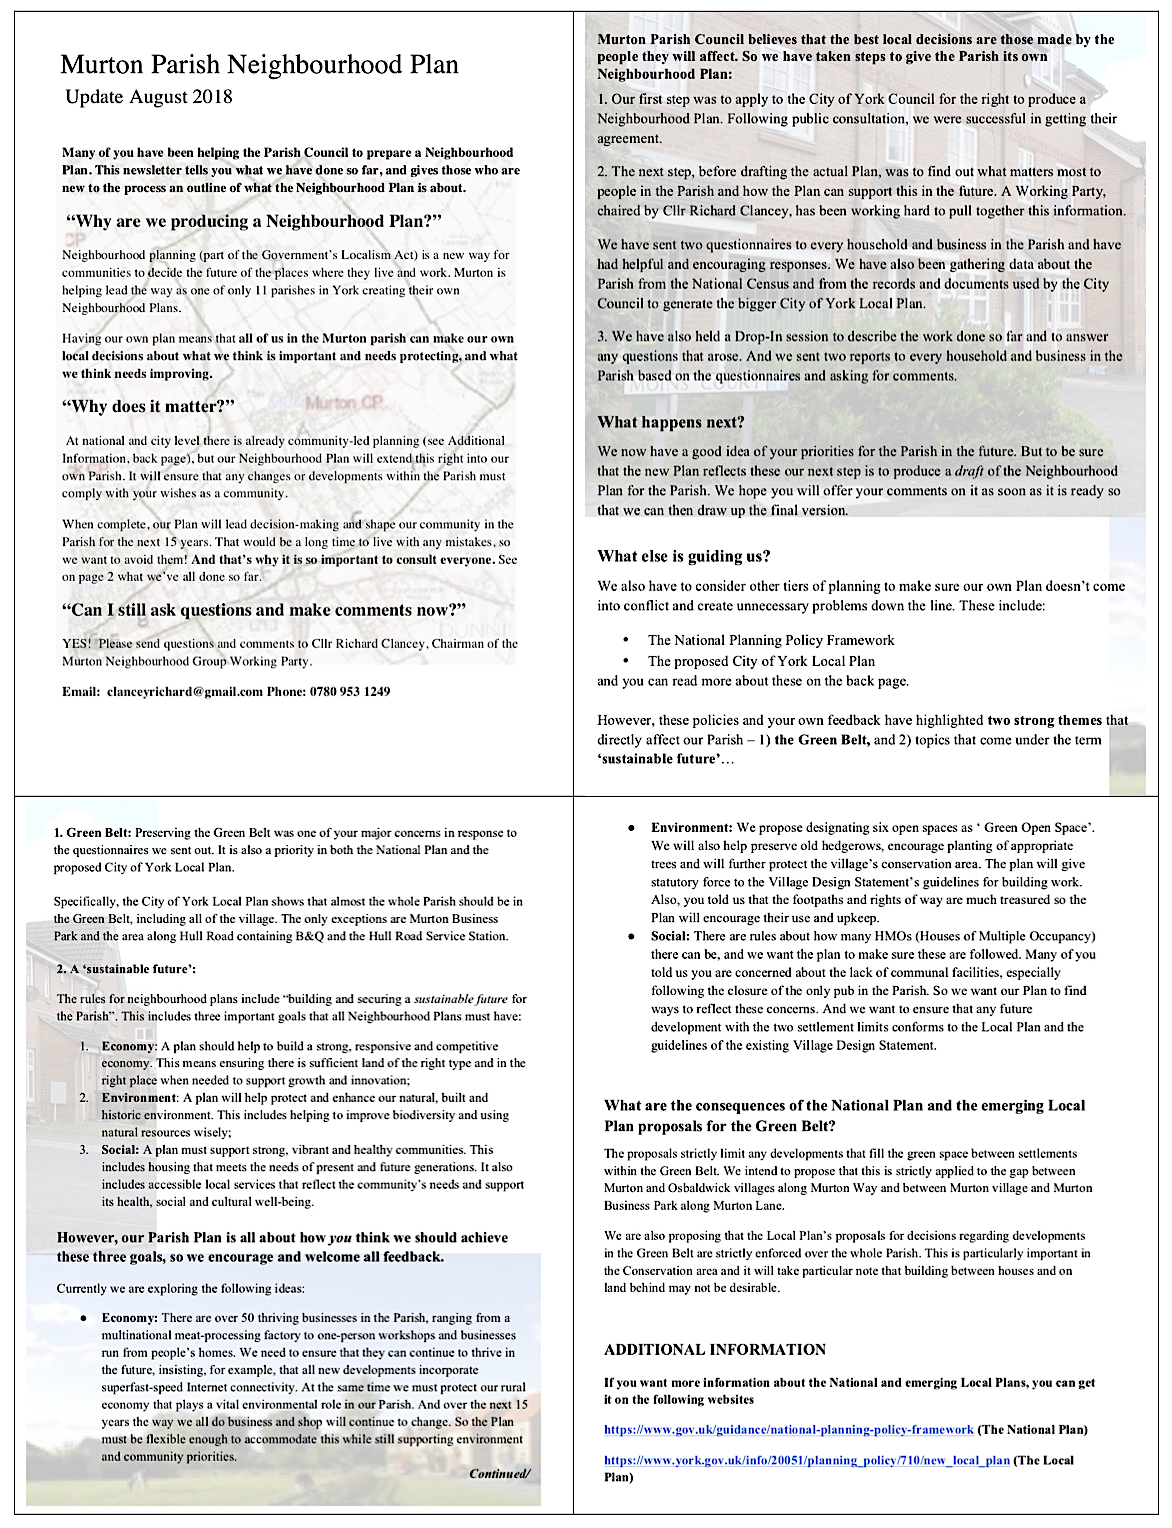 Murton Parish Neighbourhood Plan
Update August 2018
Many of you have been helping the Parish Council to prepare a Neighbourhood
Plan. This newsletter tells you what we have done so far, and gives those who are
new to the process an outline of what the Neighbourhood Plan is about.
“Why are we producing a Neighbourhood Plan?”
Neighbourhood planning (part of the Government’s Localism Act) is a new way for
communities to decide the future of the places where they live and work. Murton is
helping lead the way as one of only 11 parishes in York creating their own
Neighbourhood Plans.
Having our own plan means that all of us in the Murton parish can make our own
local decisions about what we think is important and needs protecting, and what
we think needs improving.
“Why does it matter?”
Murton CP
At national and city level there is already community-led planning (see Additional
Information, back page), but our Neighbourhood Plan will extend this right into our
own Parish. It will ensure that any changes or developments within the Parish must
comply with your wishes as a community.
When complete, our Plan will lead decision-making and shape our community in the
Parish for the next 15 years. That would be a long time to live with any mistakes, so
we want to avoid them! And that’s why it is so important to consult everyone. See
on page 2 what we’ve all done so far.
“Can I still ask questions and make comments now?”
YES! Please send questions and comments to Cllr Richard Clancey, Chairman of the
Murton Neighbourhood Group Working Party.
Email: clanceyrichard@gmail.com Phone: 0780 953 1249
Murton Parish Council believes that the best local decisions are those made by the
people they will affect. So we have taken steps to give the Parish its own
Neighbourhood Plan:
1. Our first step was to apply to the City of York Council for the right to produce a
Neighbourhood Plan. Following public consultation, we were successful in getting their
agreement.
2. The next step, before drafting the actual Plan, was to find out what matters most to
people in the Parish and how the Plan can support this in the future. A Working Party,
chaired by Cllr Richard Clancey, has been working hard to pull together this information.
We have sent two questionnaires to every household and business in the Parish and have
had helpful and encouraging responses. We have also been gathering data about the
Parish from the National Census and from the records and documents used by the City
Council to generate the bigger City of York Local Plan.
3. We have also held a Drop-In session to describe the work done so far and to answer
any questions that arose. And we sent two reports to every household and business in the
Parish based on the questionnaires and asking for comments.
What happens next?
We now have a good idea of your priorities for the Parish in the future. But to be sure
that the new Plan reflects these our next step is to produce a draft of the Neighbourhood
Plan for the Parish. We hope you will offer your comments on it as soon as it is ready so
that we can then draw up the final version.
What else is guiding us?
We also have to consider other tiers of planning to make sure our own Plan doesn’t come
into conflict and create unnecessary problems down the line. These include:
• The National Planning Policy Framework
• The proposed City of York Local Plan
and you can read more about these on the back page.
However, these policies and your own feedback have highlighted two strong themes that
directly affect our Parish – 1) the Green Belt, and 2) topics that come under the term
‘sustainable future’…
1. Green Belt: Preserving the Green Belt was one of your major concerns in response to
the questionnaires we sent out. It is also a priority in both the National Plan and the
proposed City of York Local Plan.
Specifically, the City of York Local Plan shows that almost the whole Parish should be in
the Green Belt, including all of the village. The only exceptions are Murton Business
Park and the area along Hull Road containing B&Q and the Hull Road Service Station.
2. A ‘sustainable future’:
The rules for neighbourhood plans include “building and securing a sustainable future for
the Parish”. This includes three important goals that all Neighbourhood Plans must have:
1. Economy: A plan should help to build a strong, responsive and competitive
economy. This means ensuring there is sufficient land of the right type and in the
right place when needed to support growth and innovation;
2. Environment: A plan will help protect and enhance our natural, built and
historic environment. This includes helping to improve biodiversity and using
natural resources wisely;
3. Social: A plan must support strong, vibrant and healthy communities. This
includes housing that meets the needs of present and future generations. It also
includes accessible local services that reflect the community’s needs and support
its health, social and cultural well-being.
However, our Parish Plan is all about how you think we should achieve
these three goals, so we encourage and welcome all feedback.
Currently we are exploring the following ideas:
● Economy: There are over 50 thriving businesses in the Parish, ranging from a
multinational meat-processing factory to one-person workshops and businesses
run from people’s homes. We need to ensure that they can continue to thrive in
the future, insisting, for example, that all new developments incorporate
superfast-speed Internet connectivity. At the same time we must protect our rural
economy that plays a vital environmental role in our Parish. And over the next 15
years the way we all do business and shop will continue to change. So the Plan
must be flexible enough to accommodate this while still supporting environment
and community priorities.
Continued/
● Environment: We propose designating six open spaces as ‘ Green Open Space’.
We will also help preserve old hedgerows, encourage planting of appropriate
trees and will further protect the village’s conservation area. The plan will give
statutory force to the Village Design Statement’s guidelines for building work.
Also, you told us that the footpaths and rights of way are much treasured so the
Plan will encourage their use and upkeep.
● Social: There are rules about how many HMOs (Houses of Multiple Occupancy)
there can be, and we want the plan to make sure these are followed. Many of you
told us you are concerned about the lack of communal facilities, especially
following the closure of the only pub in the Parish. So we want our Plan to find
ways to reflect these concerns. And we want to ensure that any future
development with the two settlement limits conforms to the Local Plan and the
guidelines of the existing Village Design Statement.
What are the consequences of the National Plan and the emerging Local
Plan proposals for the Green Belt?
The proposals strictly limit any developments that fill the green space between settlements
within the Green Belt. We intend to propose that this is strictly applied to the gap between
Murton and Osbaldwick villages along Murton Way and between Murton village and Murton
Business Park along Murton Lane.
We are also proposing that the Local Plan’s proposals for decisions regarding developments
in the Green Belt are strictly enforced over the whole Parish. This is particularly important in
the Conservation area and it will take particular note that building between houses and on
land behind may not be desirable.
ADDITIONAL INFORMATION
If you want more information about the National and emerging Local Plans, you can get
it on the following websites
https://www.gov.uk/guidance/national-planning-policy-framework (The National Plan)
https://www.york.gov.uk/info/20051/planning_policy/710/new_local_plan (The Local
Plan)